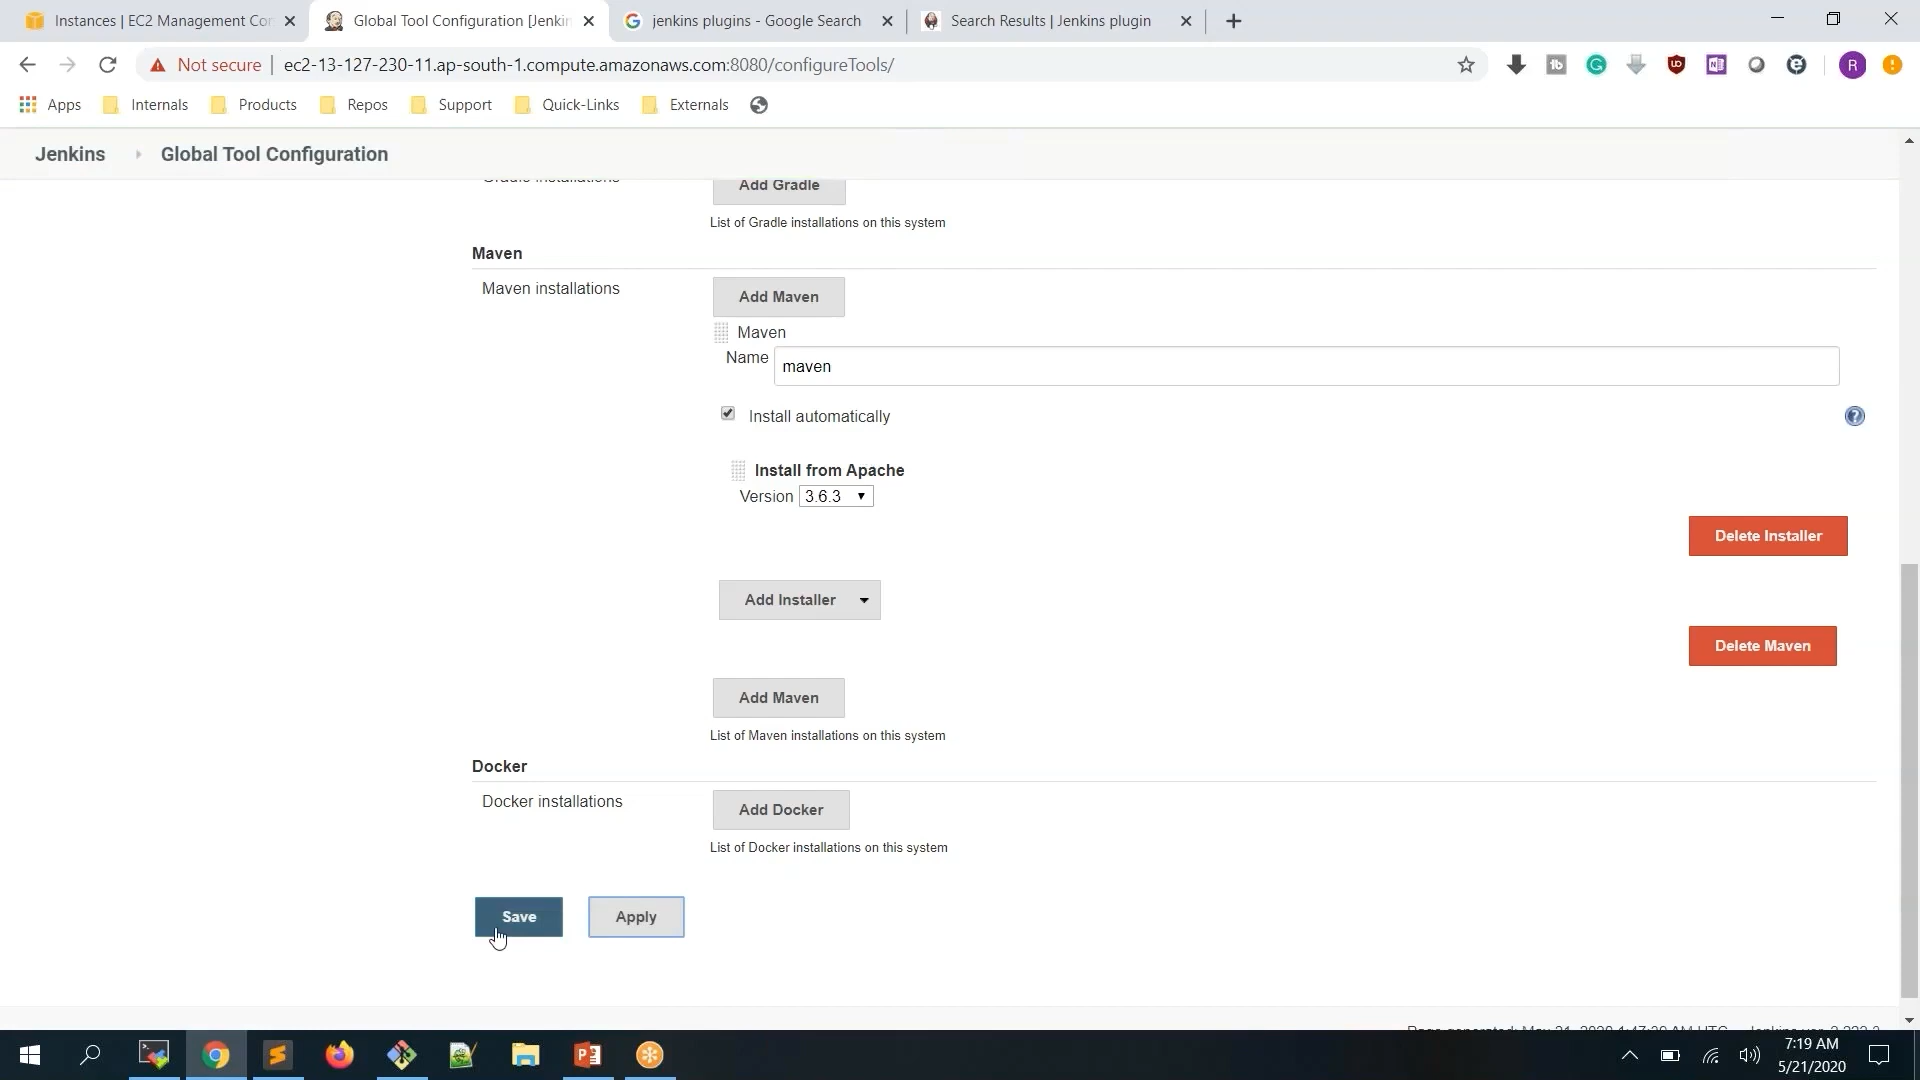 Instances | EC2 Management Con
Global Tool Configuration [Jenkin
jenkins plugins - Google Search
Search Results | Jenkins plugin
Not secure
ec2-13-127-230-11.ap-south-1.compute.amazonaws.com:8080/configureTools/
R
Apps
Internals
Products
Repos
Support
Quick-Links
Externals
Jenkins
Global Tool Configuration
Gradle installations
Add Gradle
List of Gradle installations on this system
Maven
Maven installations
Add Maven
Maven
Name
maven
Install automatically
Install from Apache
Version
3.6.3
Delete Installer
Add Installer
Delete Maven
Add Maven
List of Maven installations on this system
Docker
Docker installations
Add Docker
List of Docker installations on this system
Save
Apply
7:19 AM
5/21/2020